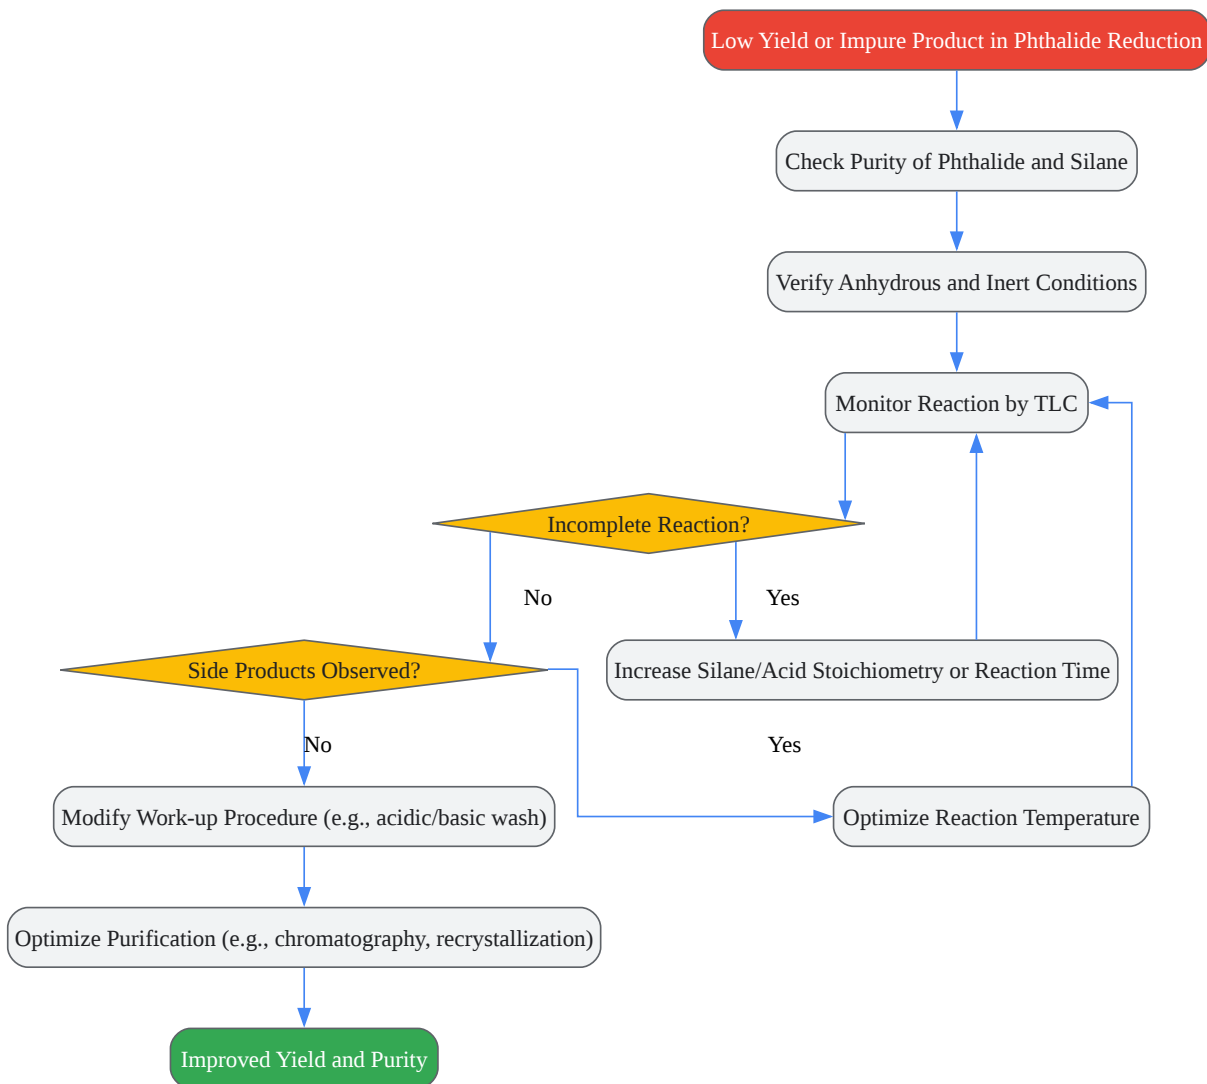 Low Yield or Impure Product in Phthalide Reduction
Check Purity of Phthalide and Silane
Verify Anhydrous and Inert Conditions
Monitor Reaction by TLC
Incomplete Reaction?
No
Yes
Side Products Observed?
Increase Silane/Acid Stoichiometry or Reaction Time
No
Yes
Modify Work-up Procedure (e.g., acidic/basic wash)
Optimize Reaction Temperature
Optimize Purification (e.g., chromatography, recrystallization)
Improved Yield and Purity